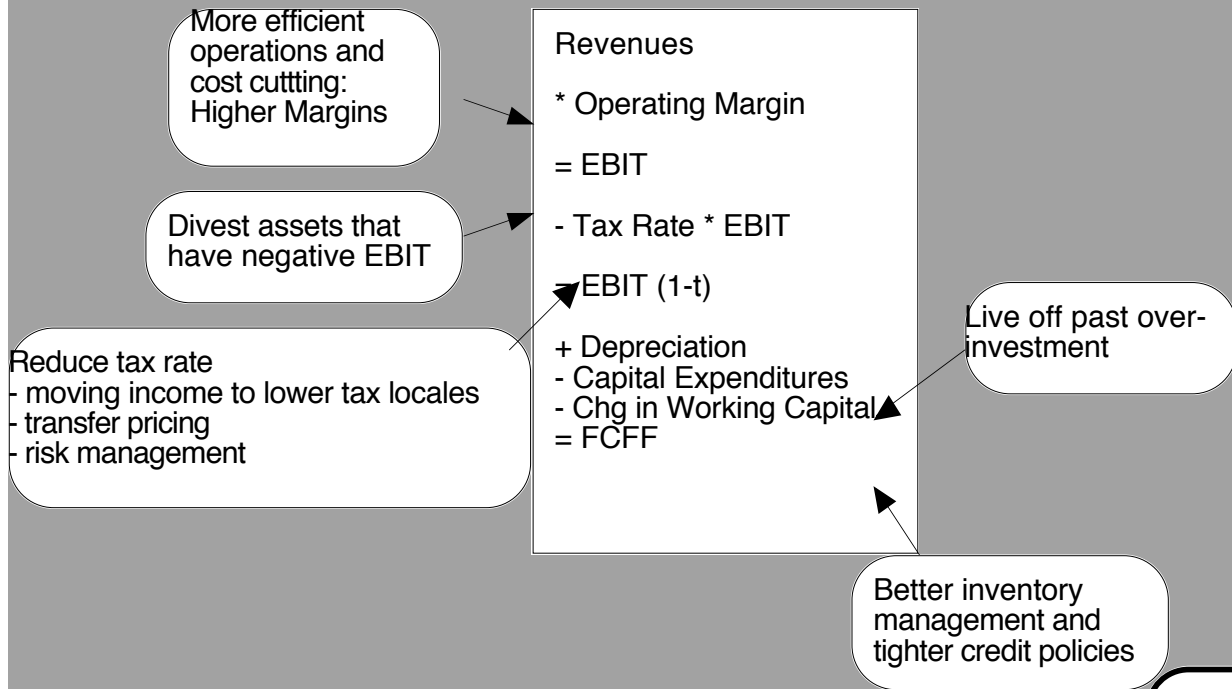 More efficient
operations and
cost cuttting:
Higher Margins
Divest assets that
have negative EBIT
Reduce tax rate
- moving income to lower tax locales
- transfer pricing
- risk management
Revenues
* Operating Margin
= EBIT
- Tax Rate * EBIT
= EBIT (1-t)
+ Depreciation
- Capital Expenditures
- Chg in Working Capital
= FCFF
Live off past over-
investment
Better inventory
management and
tighter credit policies